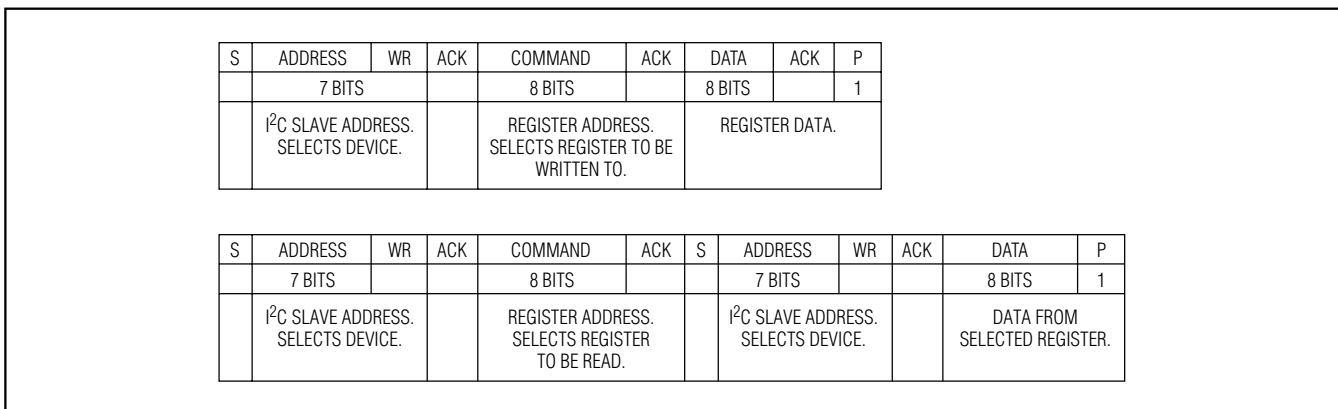 S ADDRESS WR ACK COMMAND ACK DATA ACK P
7 BITS 8 BITS 8 BITS 1
I²C SLAVE ADDRESS.
SELECTS DEVICE.
REGISTER ADDRESS.
SELECTS REGISTER TO BE
WRITTEN TO.
REGISTER DATA.
S ADDRESS WR ACK COMMAND ACK S ADDRESS WR ACK DATA P
7 BITS 8 BITS 7 BITS 8 BITS 1
I²C SLAVE ADDRESS.
SELECTS DEVICE.
REGISTER ADDRESS.
SELECTS REGISTER
TO BE READ.
I²C SLAVE ADDRESS.
SELECTS DEVICE.
DATA FROM
SELECTED REGISTER.